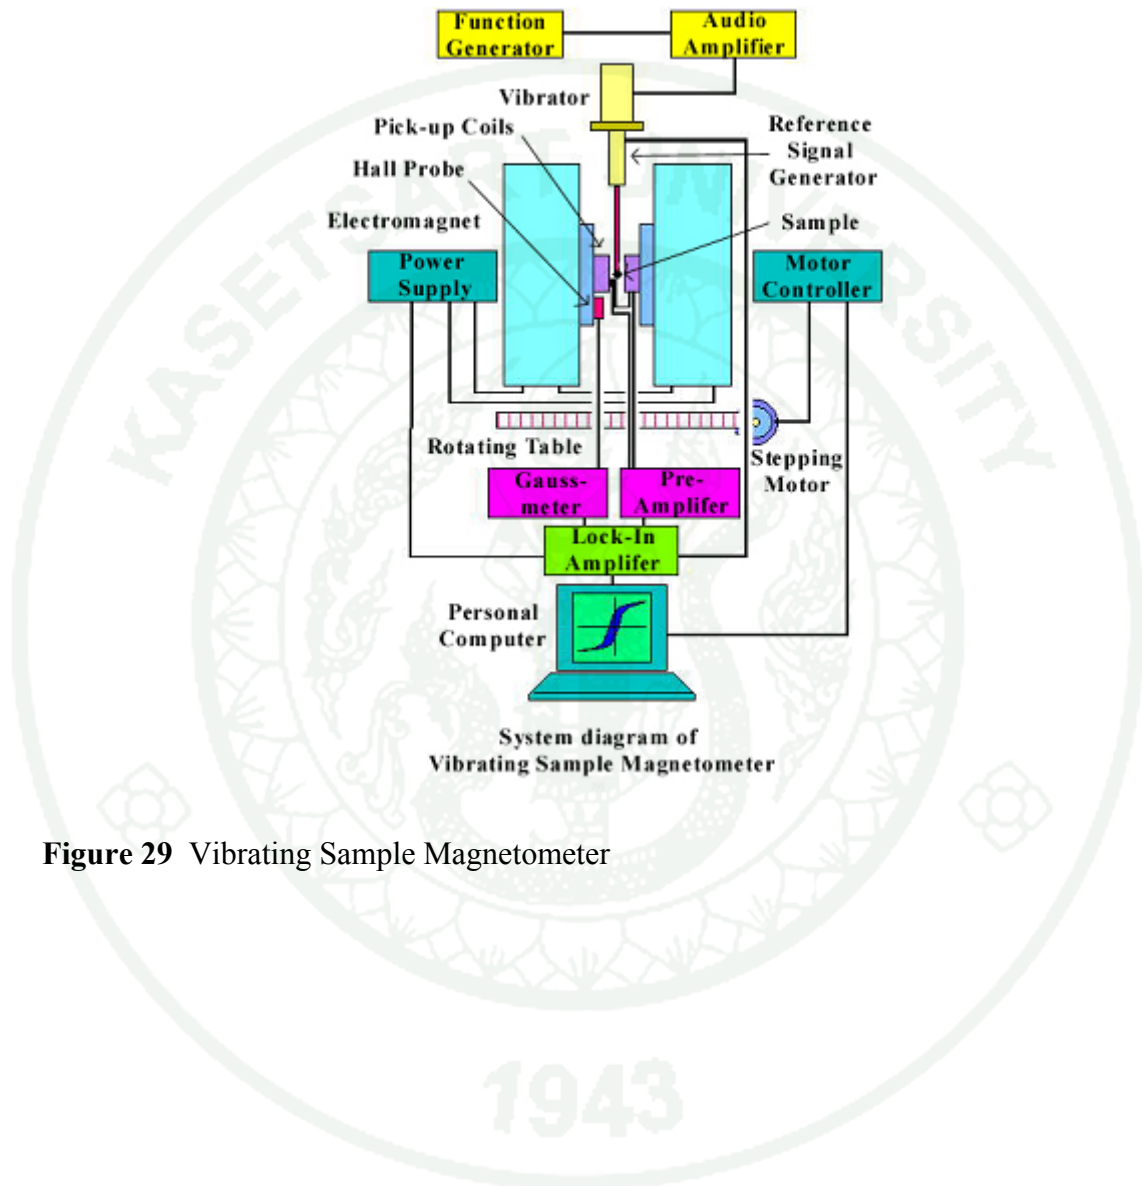 Function
Generator
Audio
Amplifier
Vibrator
Pick-up Coils
Reference
Signal
Generator
Hall Probe
Electromagnet
Sample
Power
Supply
Motor
Controller
Rotating Table
Stepping
Motor
Gauss-
meter
Pre-
Amplifer
Lock-In
Amplifer
Personal
Computer
System diagram of
Vibrating Sample Magnetometer
Figure 29 Vibrating Sample Magnetometer
KASETSART UNIVERSITY
1943